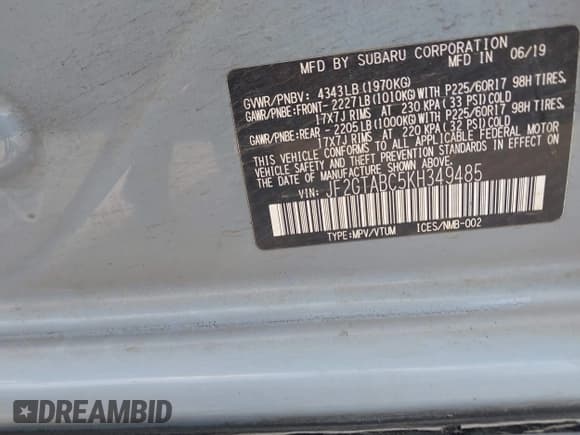 MFD BY SUBARU CORPORATION
MFD IN 06/19
GVWR/PNBV: 4343LB(1970KG)
GAWR/PNBE:FRONT-2227LB(1010KG)WITH P225/60R17 98H TIRES,
17x7J RIMS AT 230 KPA(33 PSI)COLD
GAWR/PNBE:REAR -2205LB(1000KG)WITH P225/60R17 98H TIRES,
17x7J RIMS AT 220 KPA(32 PSI)COLD
THIS VEHICLE CONFORMS TO ALL APPLICABLE FEDERAL MOTOR
VEHICLE SAFETY AND THEFT PREVENTION STANDARDS IN EFFECT
ON THE DATE OF MANUFACTURE SHOWN ABOVE.
VIN: JF2GTABC5KH349485
TYPE:MPV/VTUM ICES/NMB-002
DREAMBID